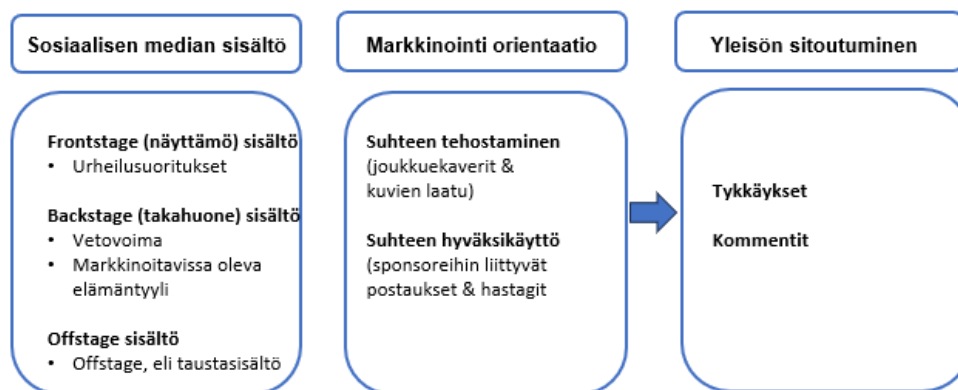 Sosiaalisen median sisältö
Markkinointi orientaatio
Yleisön sitoutuminen
Frontstage (näyttämö) sisältö
• Urheilusuoritukset
Backstage (takahuone) sisältö
• Vetovoima
• Markkinoitavissa oleva
elämäntyyli
Offstage sisältö
• Offstage, eli taustasisältö
Suhteen tehostaminen
(joukkuekaverit &
kuvien laatu)
Suhteen hyväksikäyttö
(sponsoreihin liittyvät
postaukset & hastagit
Tykkäykset
Kommentit